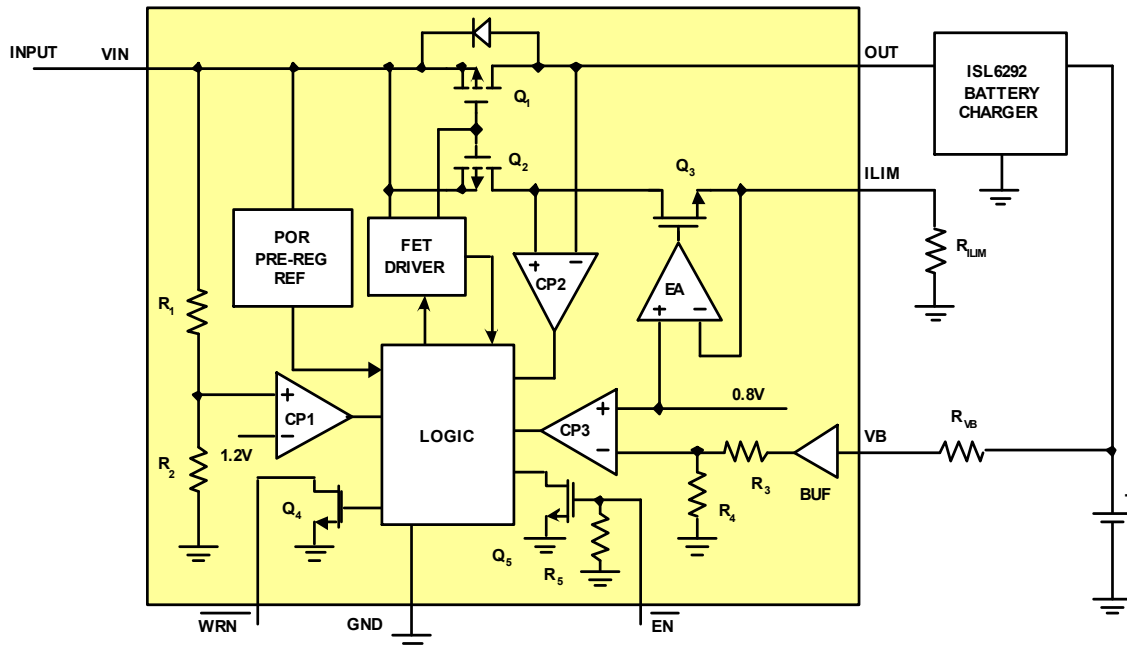 INPUT
VIN
OUT
ISL6292
BATTERY
CHARGER
Q1
Q2
Q3
ILIM
RILIM
POR
PRE-REG
REF
FET
DRIVER
+ −
CP2
EA
+ −
R1
+
CP1
−
1.2V
R2
LOGIC
+
CP3
−
0.8V
VB
RVB
R3
BUF
R4
Q4
Q5
R5
WRN
GND
EN